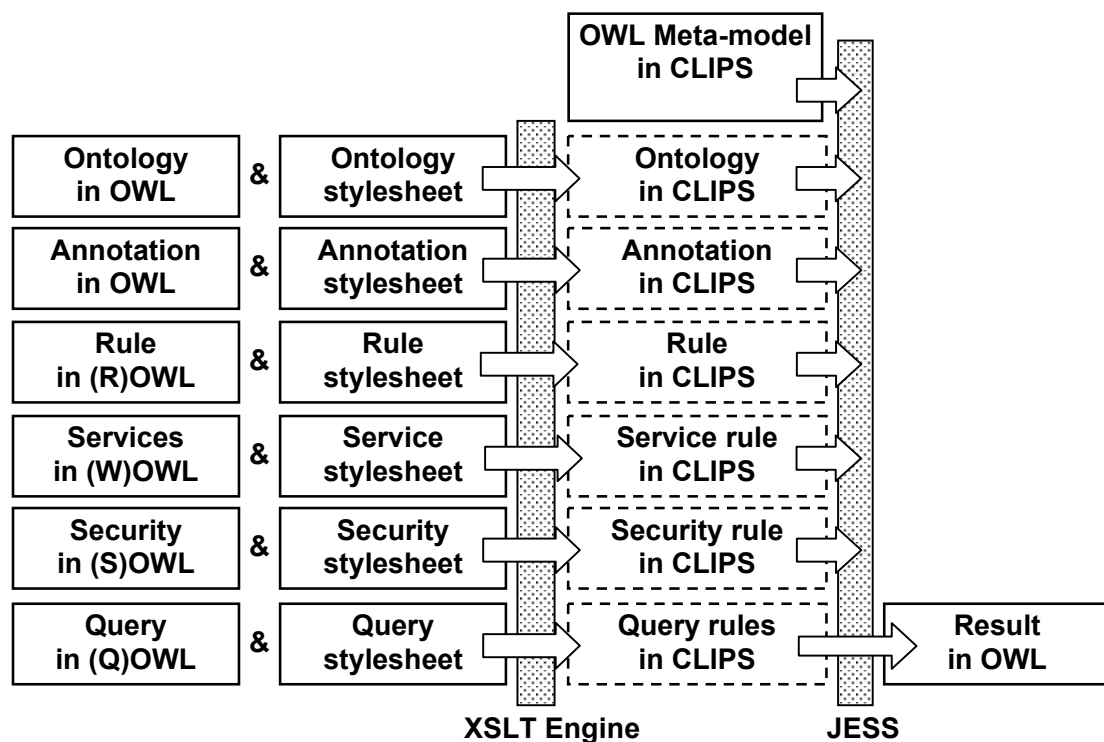 OWL Meta-model
in CLIPS
Ontology
in OWL
&
Ontology
stylesheet
Ontology
in CLIPS
Annotation
in OWL
&
Annotation
stylesheet
Annotation
in CLIPS
Rule
in (R)OWL
&
Rule
stylesheet
Rule
in CLIPS
Services
in (W)OWL
&
Service
stylesheet
Service rule
in CLIPS
Security
in (S)OWL
&
Security
stylesheet
Security rule
in CLIPS
Query
in (Q)OWL
&
Query
stylesheet
Query rules
in CLIPS
Result
in OWL
XSLT Engine
JESS